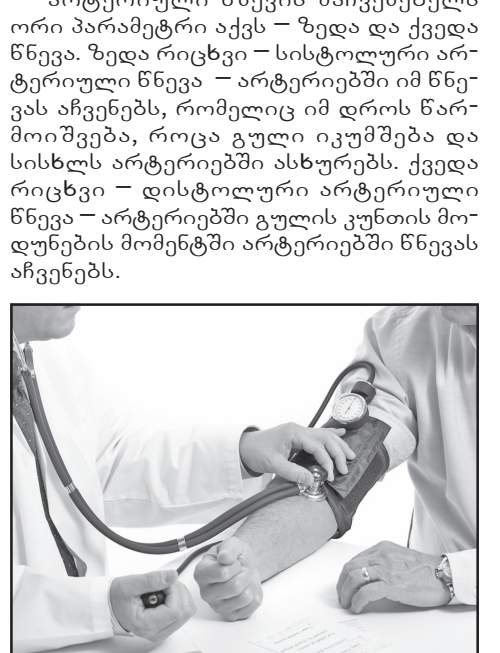 ორი პარამეტრი აქვს – ზედა და ქვედა
წნევა. ზედა რიცხვი – სისტოლური არ-
ტერიული წნევა – არტერიებში იმ წნე-
ვას აჩვენებს, რომელიც იმ დროს წარ-
მოიშვება, როცა გული იკუმშება და
სისხლს არტერიებში ასხურებს. ქვედა
რიცხვი – დისტოლური არტერიული
წნევა – არტერიებში გულის კუნთის მო-
დუნების მომენტში არტერიებში წნევას
აჩვენებს.